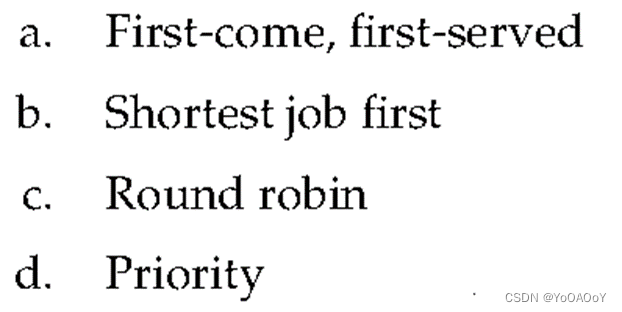 a. First-come, first-served
b. Shortest job first
c. Round robin
d. Priority
CSDN @YoOAOoY